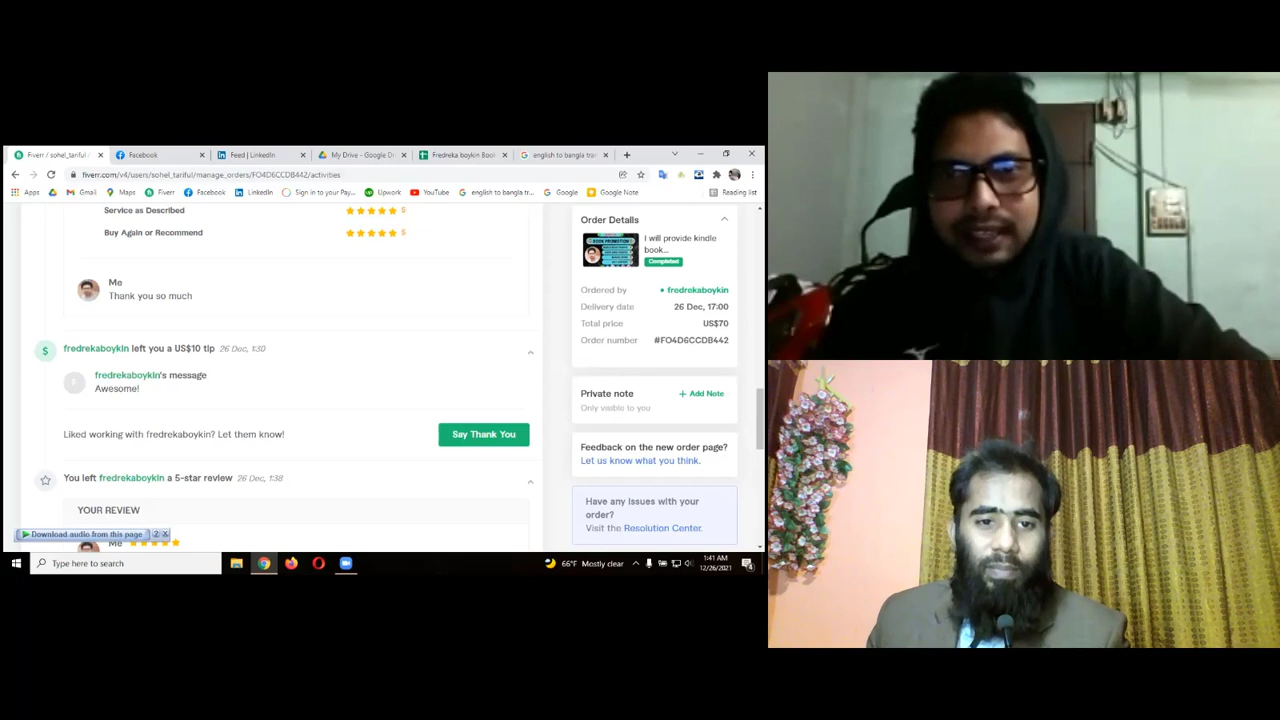 Fiverr / sohel_tariful /
Facebook
Feed | LinkedIn
My Drive - Google Dr
Fredreka boykin Boo
english to bangla tra
fiverr.com/v4/users/sohel_tariful/manage_orders/FO4D6CCDB442/activities
Apps
Gmail
Maps
Fiverr
Facebook
LinkedIn
Sign in to your Pay...
Upwork
YouTube
english to bangla tr...
Google
Google Note
Reading list
Service as Described
5
Buy Again or Recommend
5
Me
Thank you so much
$
fredrekaboykin left you a US$10 tip 26 Dec, 1:30
fredrekaboykin's message
Awesome!
Liked working with fredrekaboykin? Let them know!
Say Thank You
You left fredrekaboykin a 5-star review 26 Dec, 1:38
YOUR REVIEW
Me
Download audio from this page
Order Details
BOOK PROMOTION
I will provide kindle
book...
Completed
Ordered by
fredrekaboykin
Delivery date
26 Dec, 17:00
Total price
US$70
Order number
#FO4D6CCDB442
Private note
+ Add Note
Only visible to you
Feedback on the new order page?
Let us know what you think.
Have any issues with your
order?
Visit the Resolution Center.
Type here to search
66°F Mostly clear
1:41 AM
12/26/2021